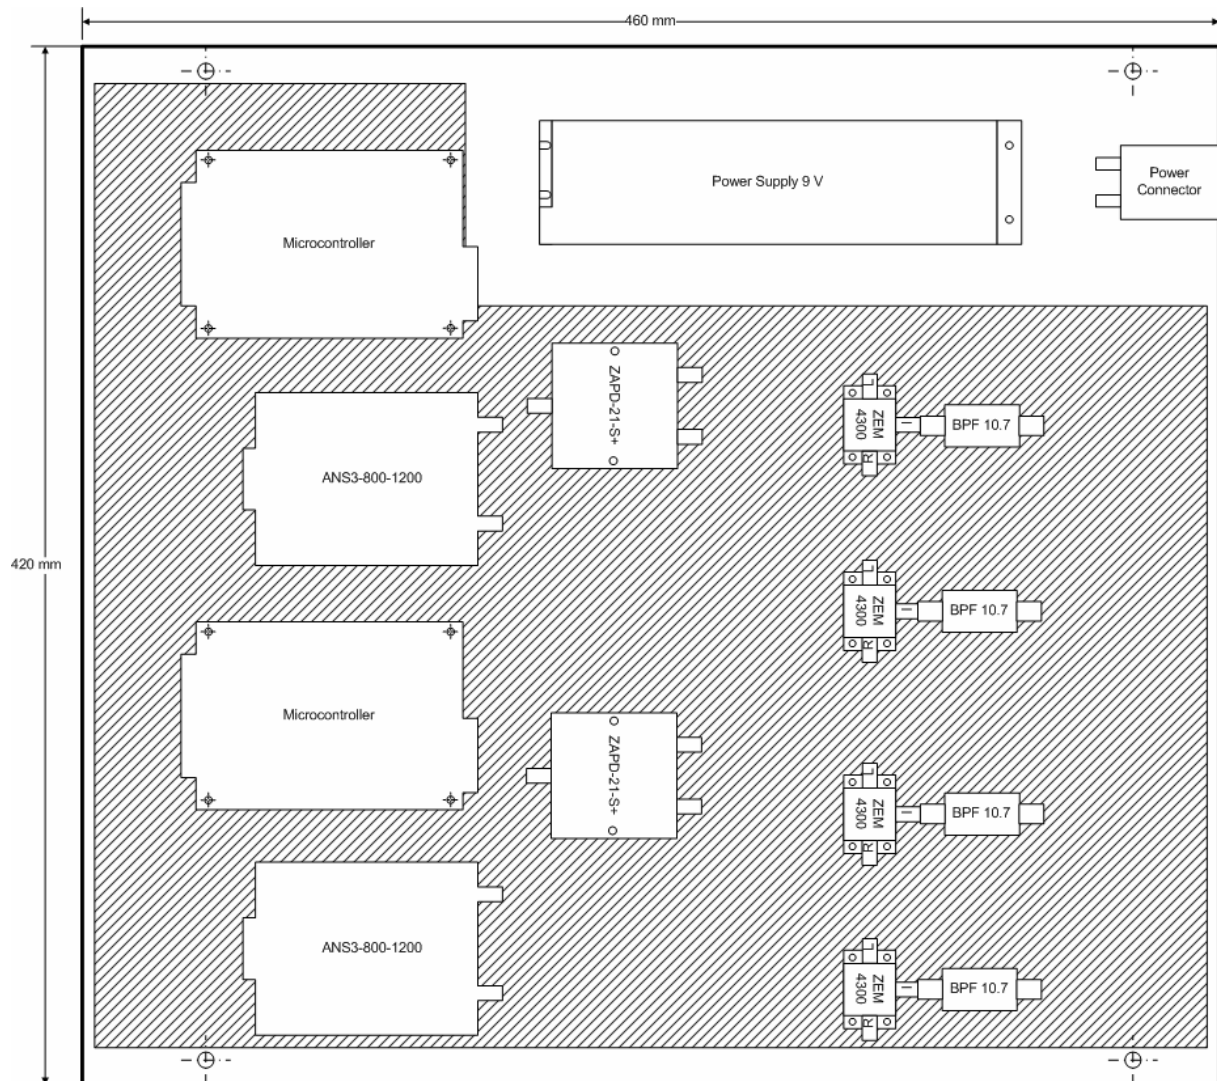 460 mm
Power Supply 9 V
Power
Connector
Microcontroller
ZAPD-21-S+
L
ZEM
4300
I
R
BPF 10.7
ANS3-800-1200
420 mm
L
ZEM
4300
I
R
BPF 10.7
Microcontroller
ZAPD-21-S+
L
ZEM
4300
I
R
BPF 10.7
ANS3-800-1200
L
ZEM
4300
I
R
BPF 10.7